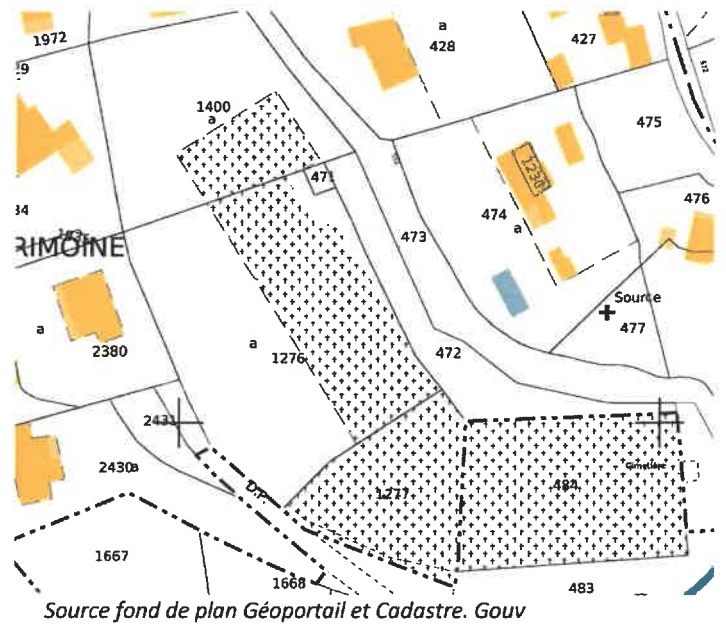 1972
a
428
427
1400
a
475
471
1230
474
a
476
473
RIMOINE
Source
477
a
2380
a
1276
472
2431
2430a
D.P
1277
484
Cimetière
1667
1668
483
Source fond de plan Géoportail et Cadastre. Gouv